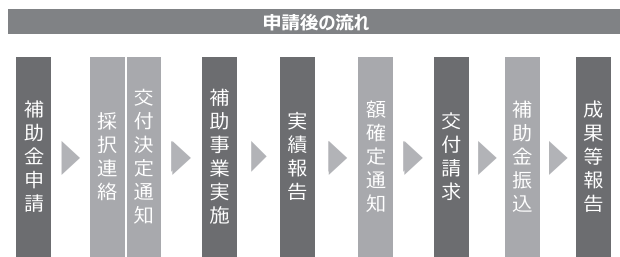 申請後の流れ
補助金申請
採択連絡
交付決定通知
補助事業実施
実績報告
額確定通知
交付請求
補助金振込
成果等報告